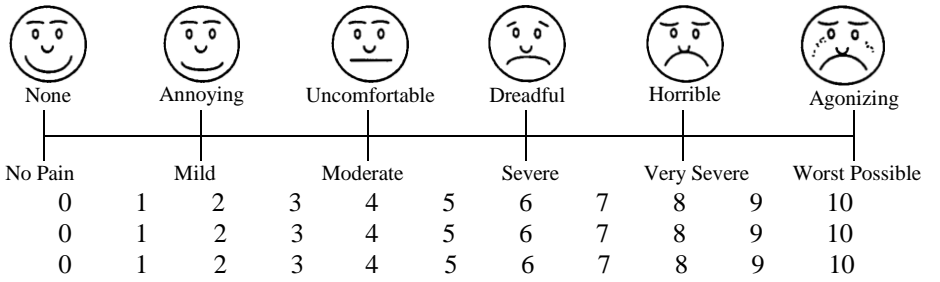 None Annoying Uncomfortable Dreadful Horrible Agonizing
No Pain Mild Moderate Severe Very Severe Worst Possible
0 1 2 3 4 5 6 7 8 9 10
0 1 2 3 4 5 6 7 8 9 10
0 1 2 3 4 5 6 7 8 9 10